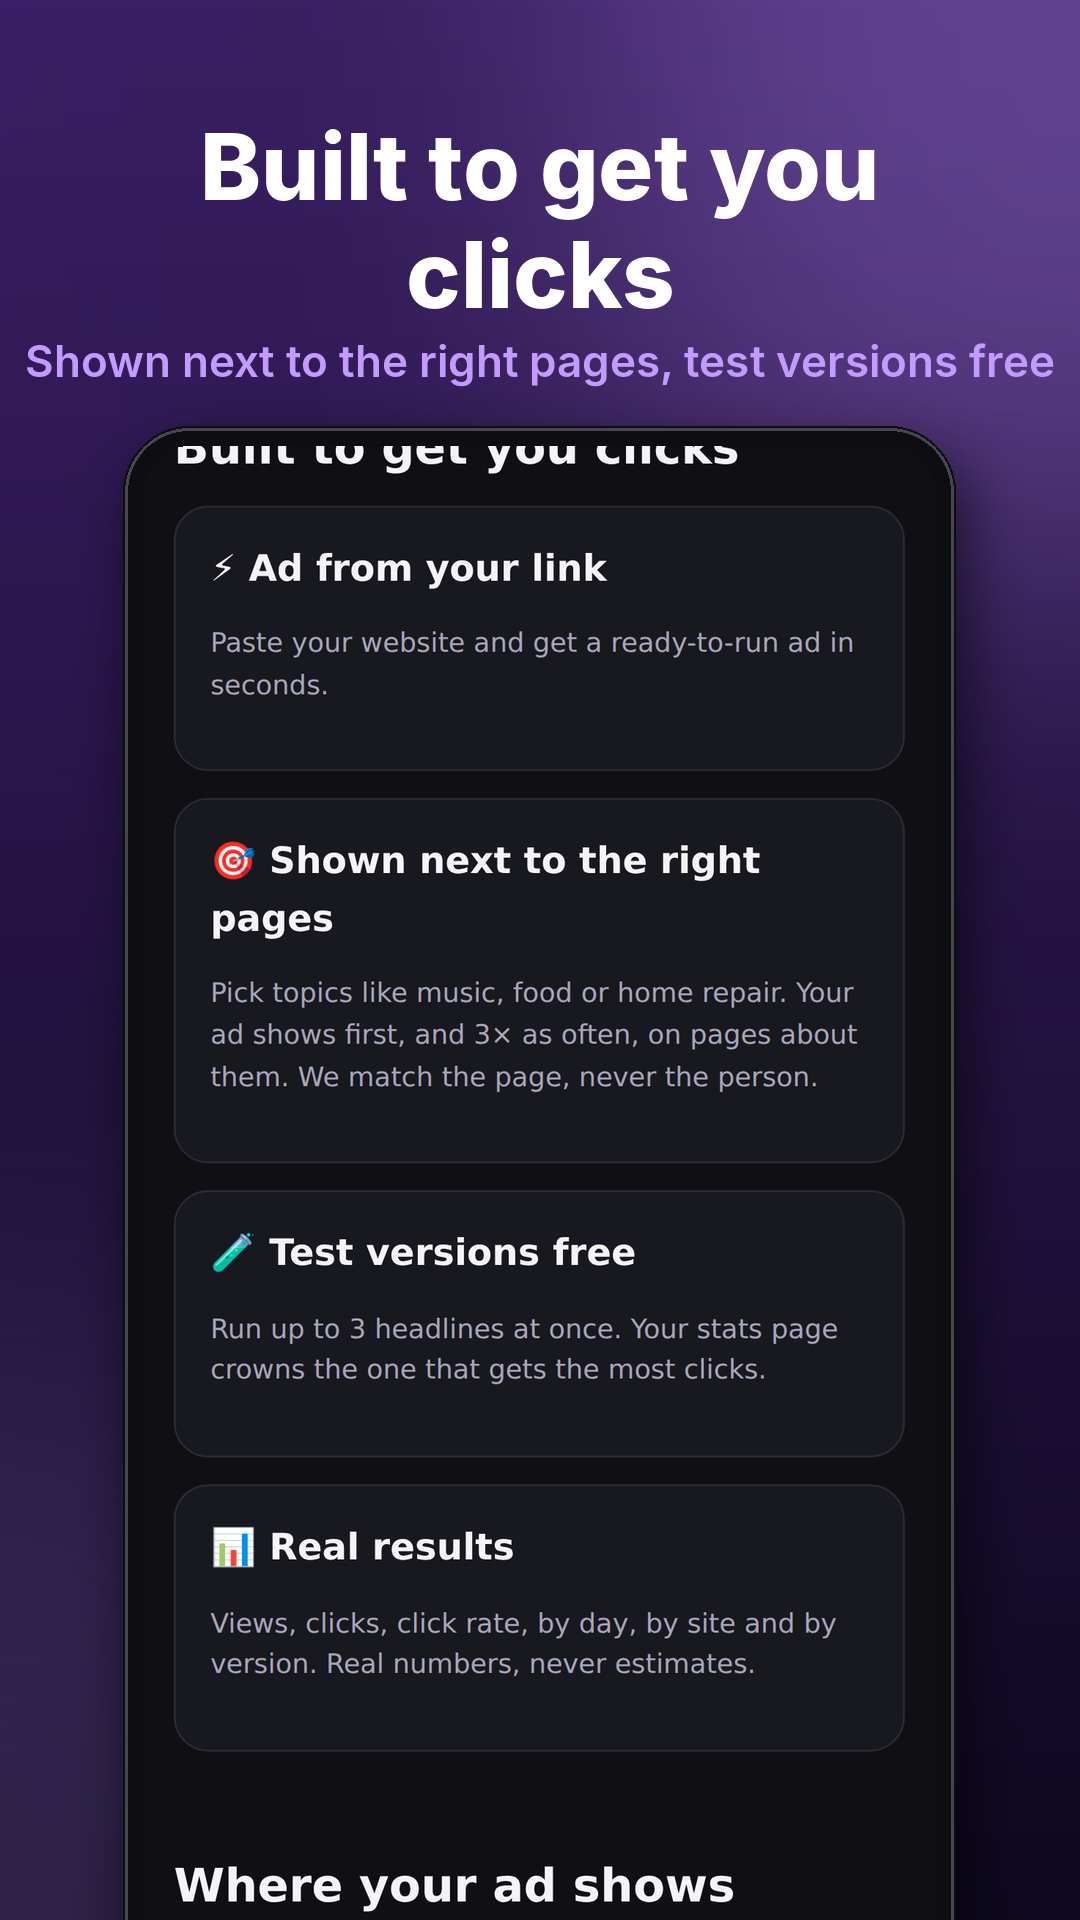 Built to get you
clicks
Shown next to the right pages, test versions free
Built to get you clicks
⚡ Ad from your link
Paste your website and get a ready-to-run ad in
seconds.
🎯 Shown next to the right
pages
Pick topics like music, food or home repair. Your
ad shows first, and 3× as often, on pages about
them. We match the page, never the person.
🧪 Test versions free
Run up to 3 headlines at once. Your stats page
crowns the one that gets the most clicks.
📊 Real results
Views, clicks, click rate, by day, by site and by
version. Real numbers, never estimates.
Where your ad shows